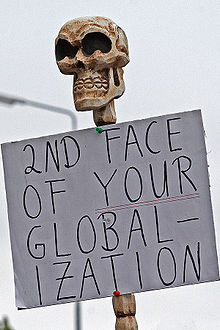 2ND FACE
OF YOUR
GLOBAL-
IZATION